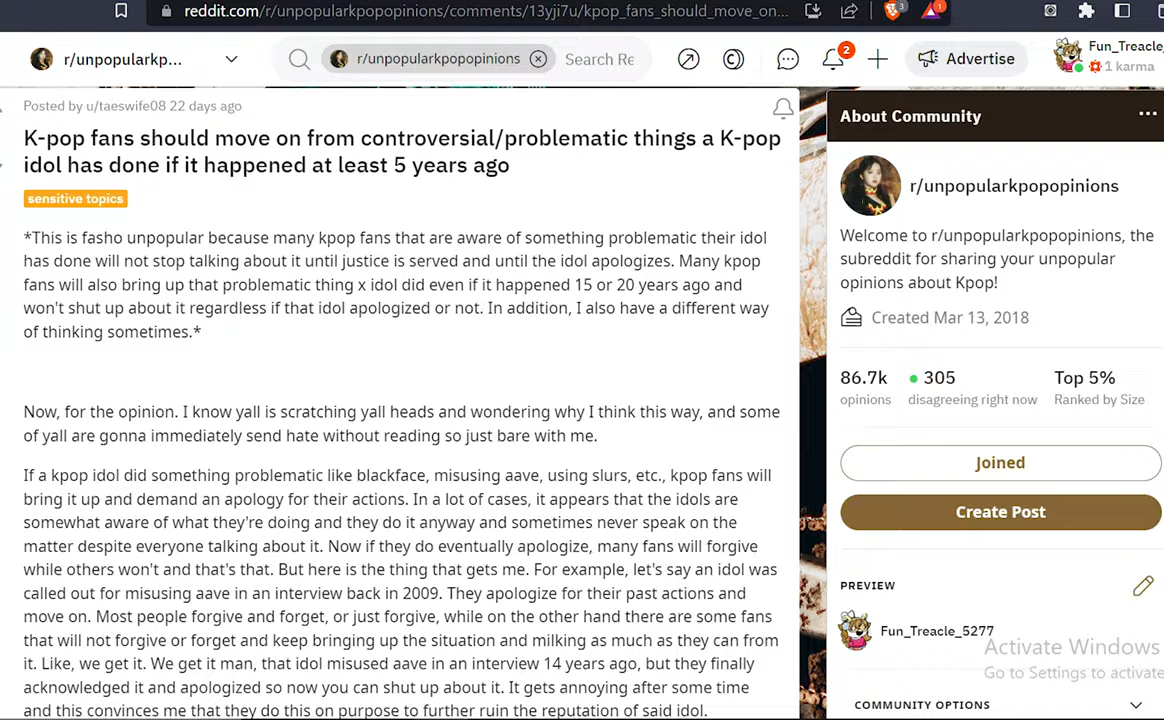 reddit.com/r/unpopularkpopopinions/comments/13yji7u/kpop_fans_should_move_on...
3
1
r/unpopularkp...
r/unpopularkpopopinions
Search Re
2
Advertise
Fun_Treacle_
1 karma
Posted by u/taeswife08 22 days ago
K-pop fans should move on from controversial/problematic things a K-pop
idol has done if it happened at least 5 years ago
sensitive topics
*This is fasho unpopular because many kpop fans that are aware of something problematic their idol
has done will not stop talking about it until justice is served and until the idol apologizes. Many kpop
fans will also bring up that problematic thing x idol did even if it happened 15 or 20 years ago and
won't shut up about it regardless if that idol apologized or not. In addition, I also have a different way
of thinking sometimes.*
Now, for the opinion. I know yall is scratching yall heads and wondering why I think this way, and some
of yall are gonna immediately send hate without reading so just bare with me.
If a kpop idol did something problematic like blackface, misusing aave, using slurs, etc., kpop fans will
bring it up and demand an apology for their actions. In a lot of cases, it appears that the idols are
somewhat aware of what they're doing and they do it anyway and sometimes never speak on the
matter despite everyone talking about it. Now if they do eventually apologize, many fans will forgive
while others won't and that's that. But here is the thing that gets me. For example, let's say an idol was
called out for misusing aave in an interview back in 2009. They apologize for their past actions and
move on. Most people forgive and forget, or just forgive, while on the other hand there are some fans
that will not forgive or forget and keep bringing up the situation and milking as much as they can from
it. Like, we get it. We get it man, that idol misused aave in an interview 14 years ago, but they finally
acknowledged it and apologized so now you can shut up about it. It gets annoying after some time
and this convinces me that they do this on purpose to further ruin the reputation of said idol.
About Community
r/unpopularkpopopinions
Welcome to r/unpopularkpopopinions, the
subreddit for sharing your unpopular
opinions about Kpop!
Created Mar 13, 2018
86.7k 305 Top 5%
opinions disagreeing right now Ranked by Size
Joined
Create Post
PREVIEW
Fun_Treacle_5277
Activate Windows
Go to Settings to activate
COMMUNITY OPTIONS